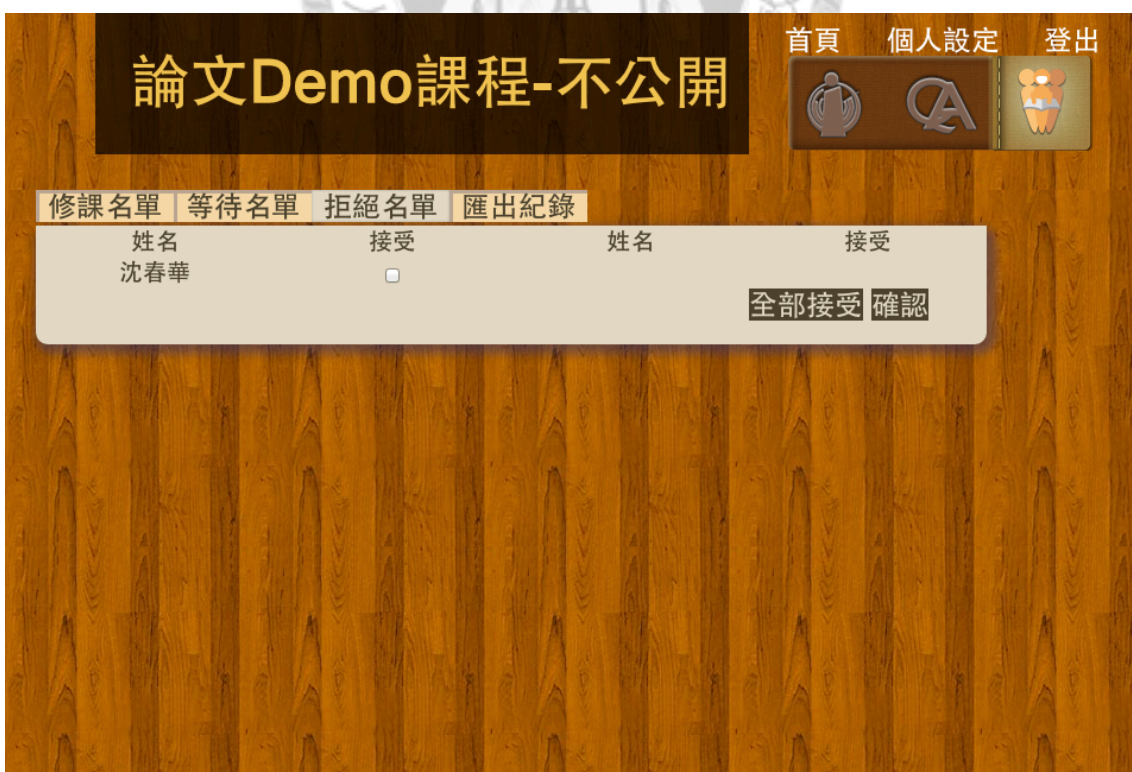 首頁 個人設定 登出
論文Demo課程-不公開
修課名單 等待名單 拒絕名單 匯出紀錄
姓名 接受 姓名 接受
沈春華
全部接受 確認